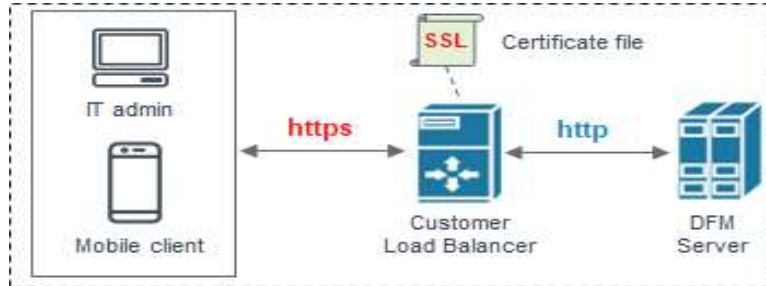 SSL
Certificate file
IT admin
https
http
Mobile client
Customer
Load Balancer
DFM
Server